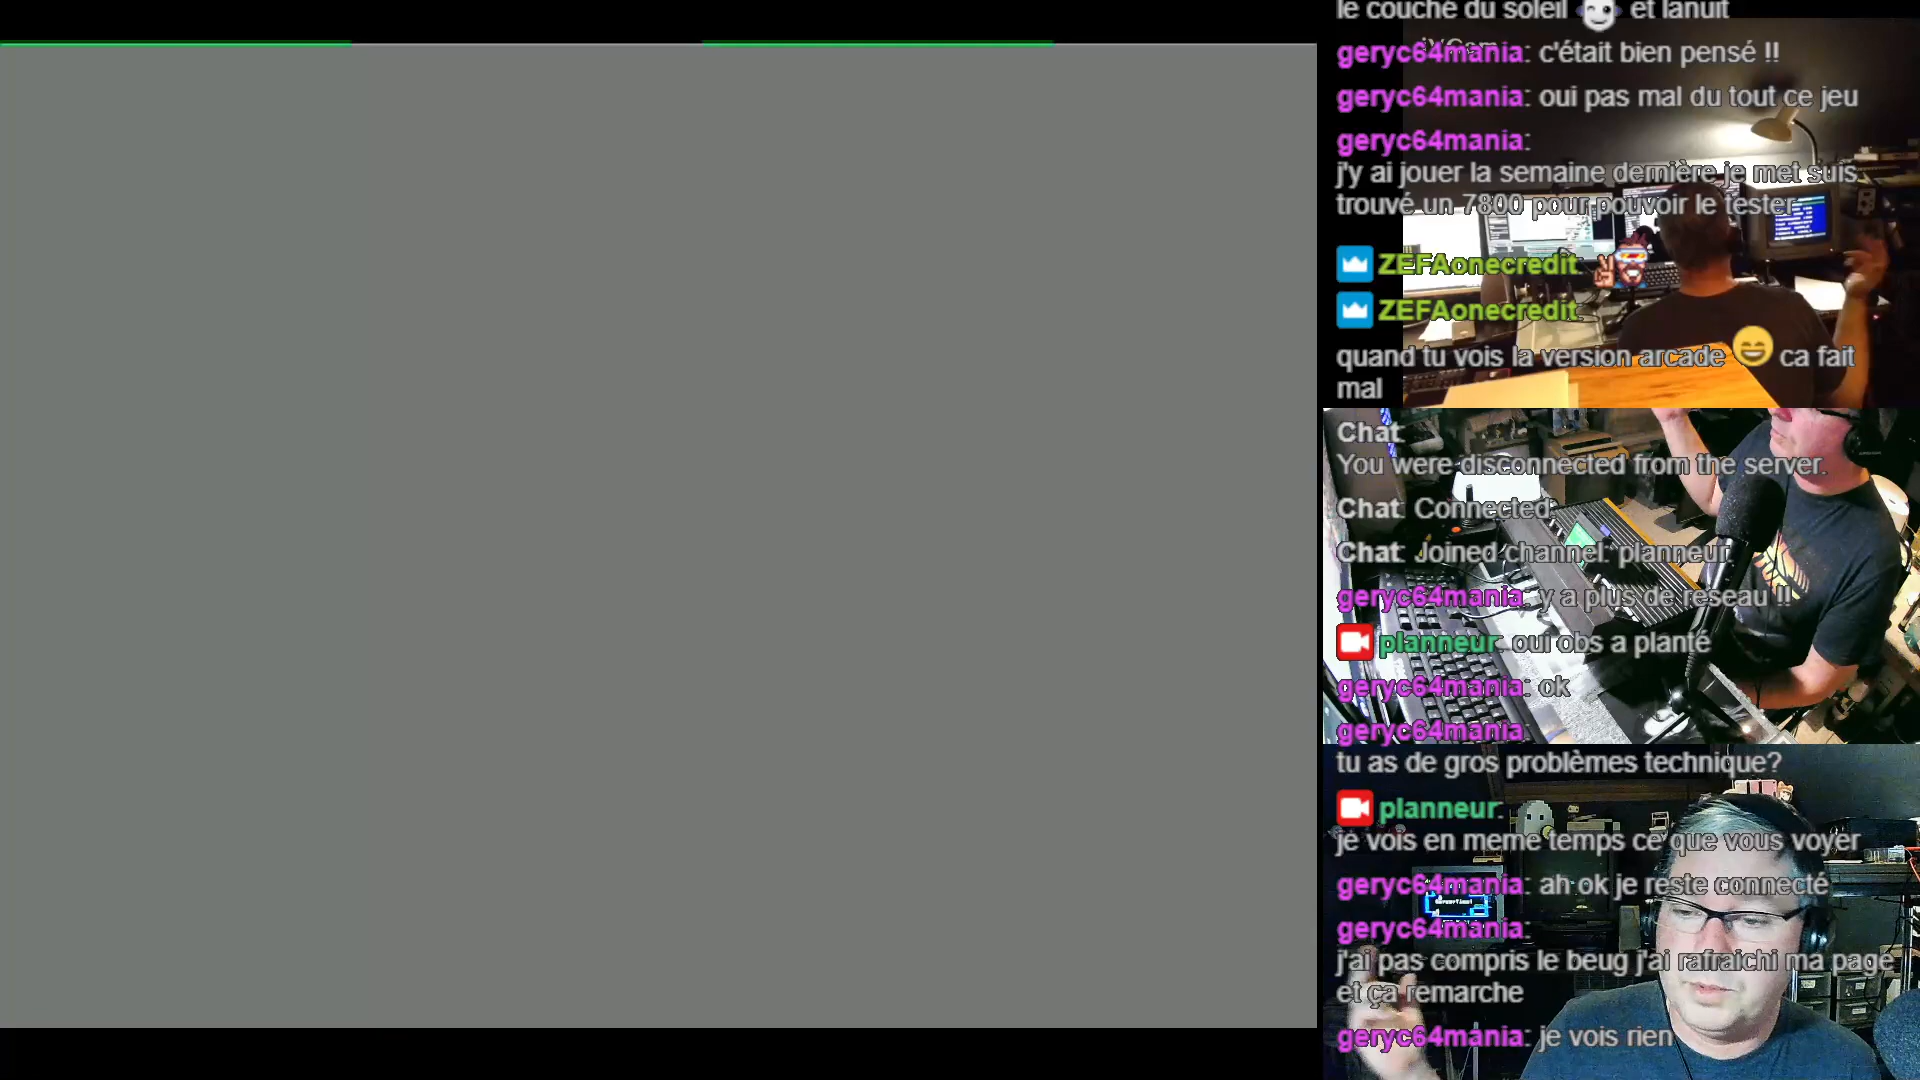 le couché du soleil et lanuit
geryc64mania: c'était bien pensé !!
geryc64mania: oui pas mal du tout ce jeu
geryc64mania:
j'y ai jouer la semaine dernière je met suis
trouvé un 7800 pour pouvoir le tester
ZEFAonecredit:
ZEFAonecredit:
quand tu vois la version arcade ca fait
mal
Chat:
You were disconnected from the server.
Chat: Connected.
Chat: Joined channel: planneur.
geryc64mania: y a plus de reseau !!
planneur: oui obs a planté
geryc64mania: ok
geryc64mania:
tu as de gros problèmes technique?
planneur:
je vois en meme temps ce que vous voyer
geryc64mania: ah ok je reste connecté
geryc64mania:
j'ai pas compris le beug j'ai rafraichi ma page
et ça remarche
geryc64mania: je vois rien